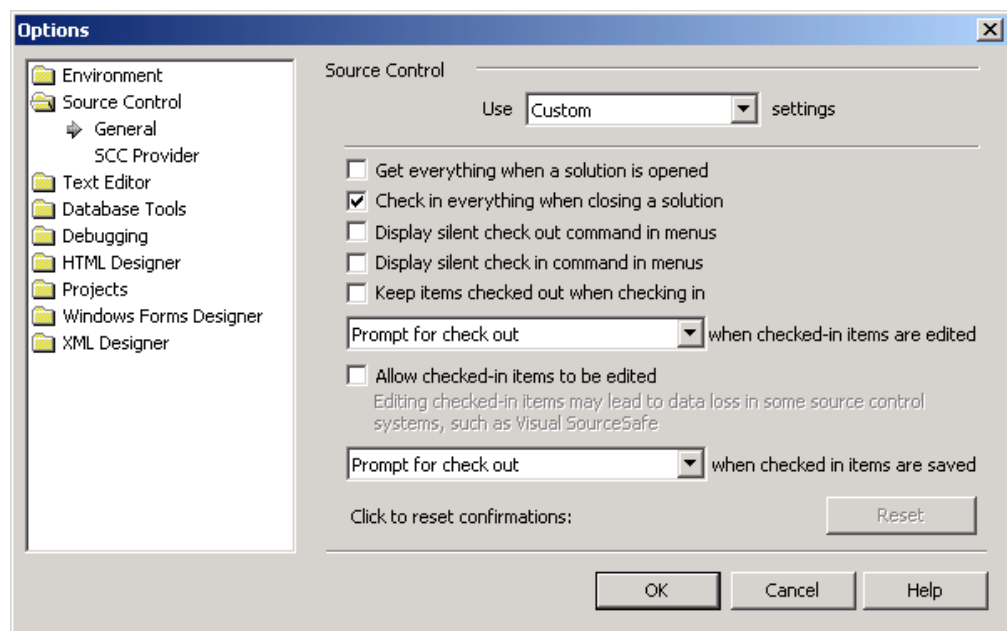 Options
Environment
Source Control
General
SCC Provider
Text Editor
Database Tools
Debugging
HTML Designer
Projects
Windows Forms Designer
XML Designer
Source Control
Use Custom settings
Get everything when a solution is opened
Check in everything when closing a solution
Display silent check out command in menus
Display silent check in command in menus
Keep items checked out when checking in
Prompt for check out when checked-in items are edited
Allow checked-in items to be edited
Editing checked-in items may lead to data loss in some source control
systems, such as Visual SourceSafe
Prompt for check out when checked in items are saved
Click to reset confirmations: Reset
OK Cancel Help